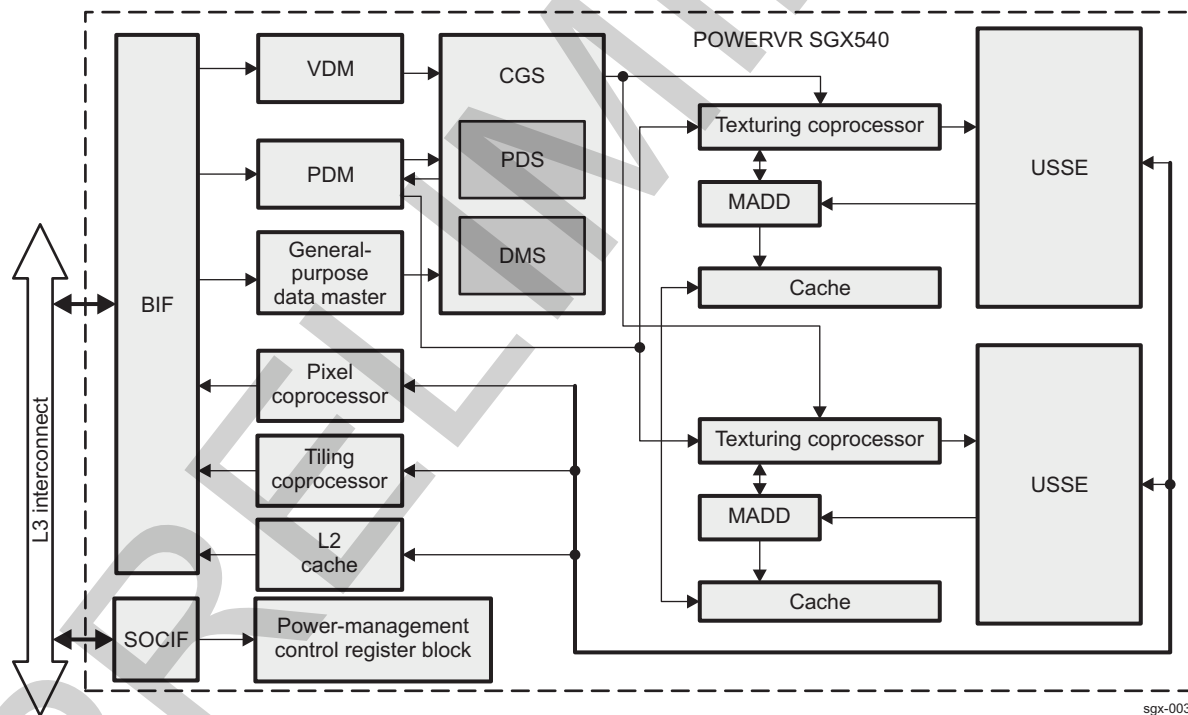 POWERVR SGX540
VDM
CGS
USSE
Texturing coprocessor
PDS
PDM
MADD
General-
purpose
data master
DMS
Cache
BIF
L3 interconnect
Pixel
coprocessor
Texturing coprocessor
USSE
Tiling
coprocessor
MADD
L2
cache
Cache
SOCIF
Power-management
control register block
sgx-003